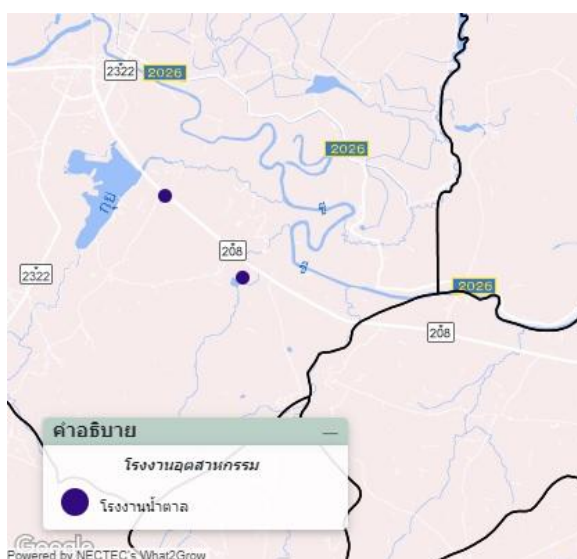 2322
2026
2026
กุย
ชี
208
ชี
2322
2026
208
คำอธิบาย
โรงงานอุตสาหกรรม
โรงงานน้ำตาล
Google
Powered by NECTEC's What2Grow